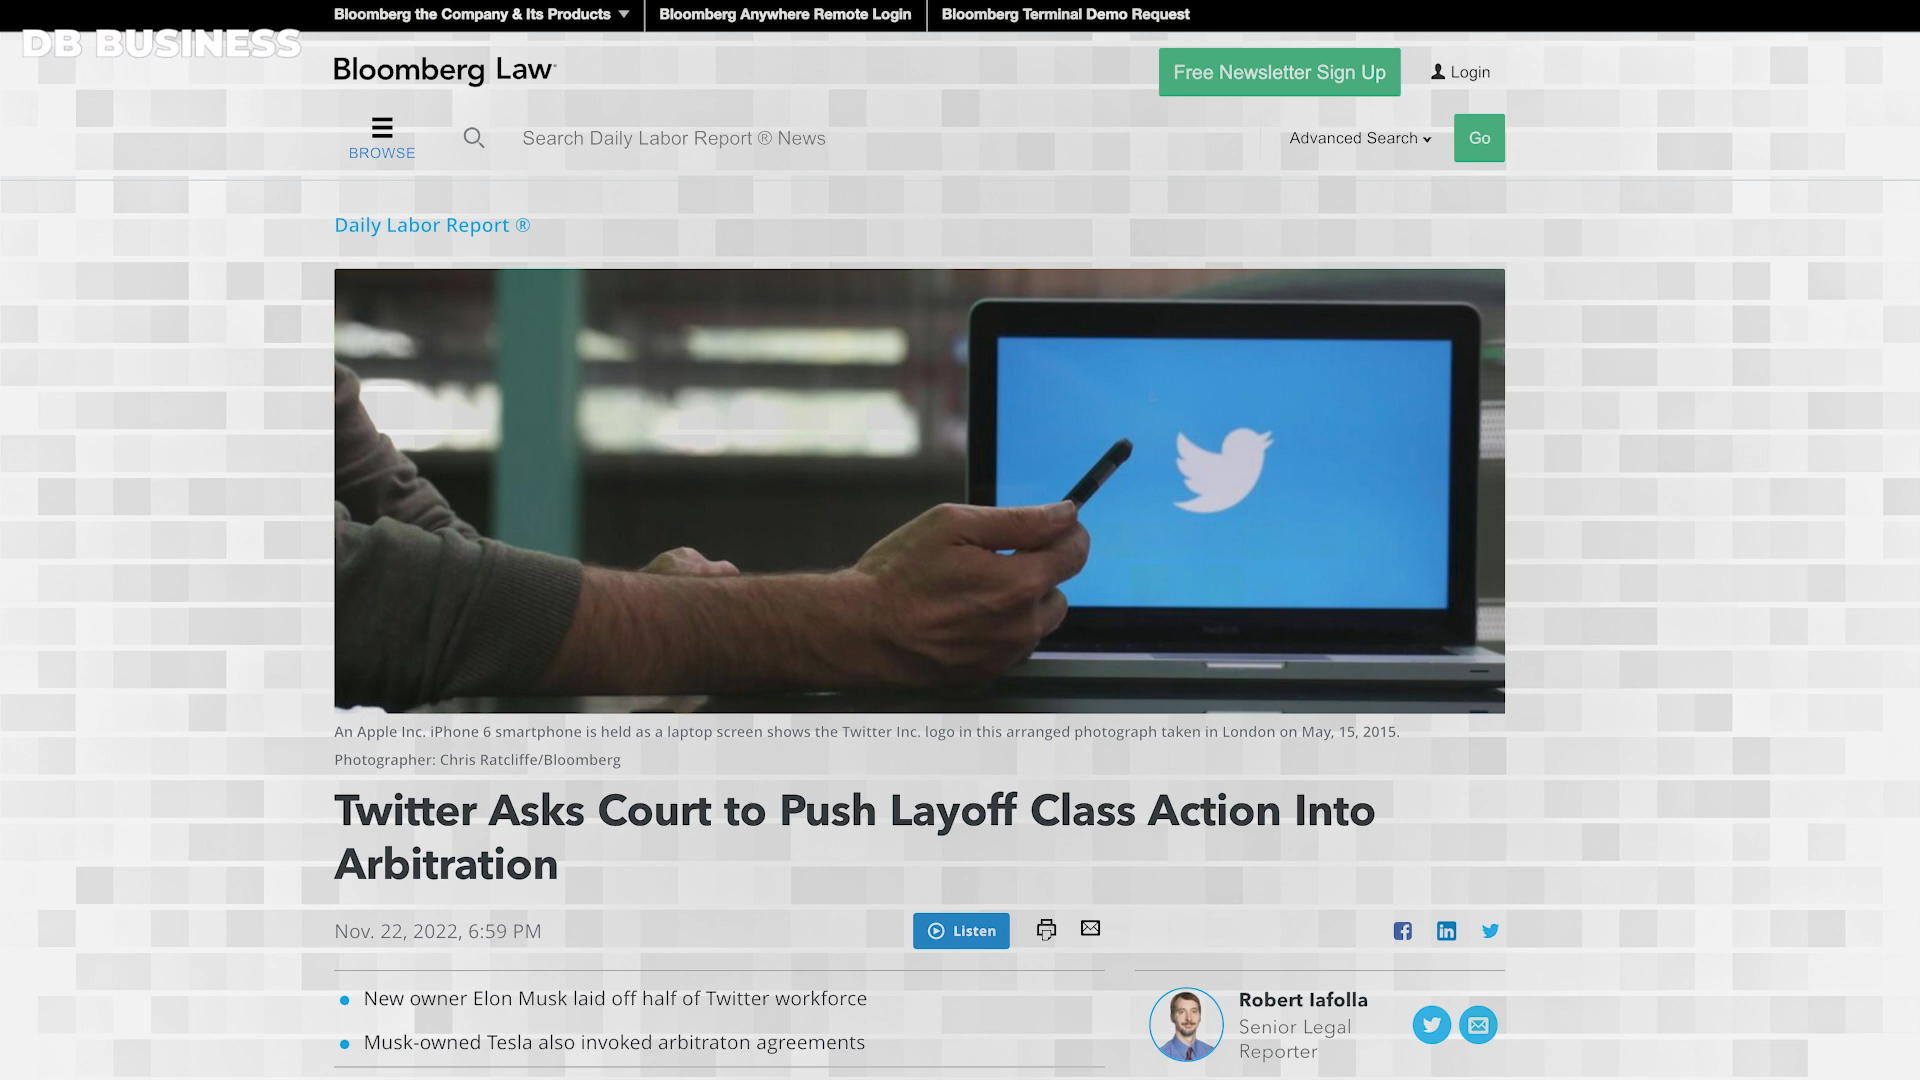 Bloomberg the Company & Its Products
Bloomberg Anywhere Remote Login
Bloomberg Terminal Demo Request
DB BUSINESS
Bloomberg Law
Free Newsletter Sign Up
Login
BROWSE
Search Daily Labor Report ® News
Advanced Search
Go
Daily Labor Report ®
An Apple Inc. iPhone 6 smartphone is held as a laptop screen shows the Twitter Inc. logo in this arranged photograph taken in London on May, 15, 2015.
Photographer: Chris Ratcliffe/Bloomberg
Twitter Asks Court to Push Layoff Class Action Into
Arbitration
Nov. 22, 2022, 6:59 PM
Listen
New owner Elon Musk laid off half of Twitter workforce
Musk-owned Tesla also invoked arbitraton agreements
Robert Iafolla
Senior Legal
Reporter